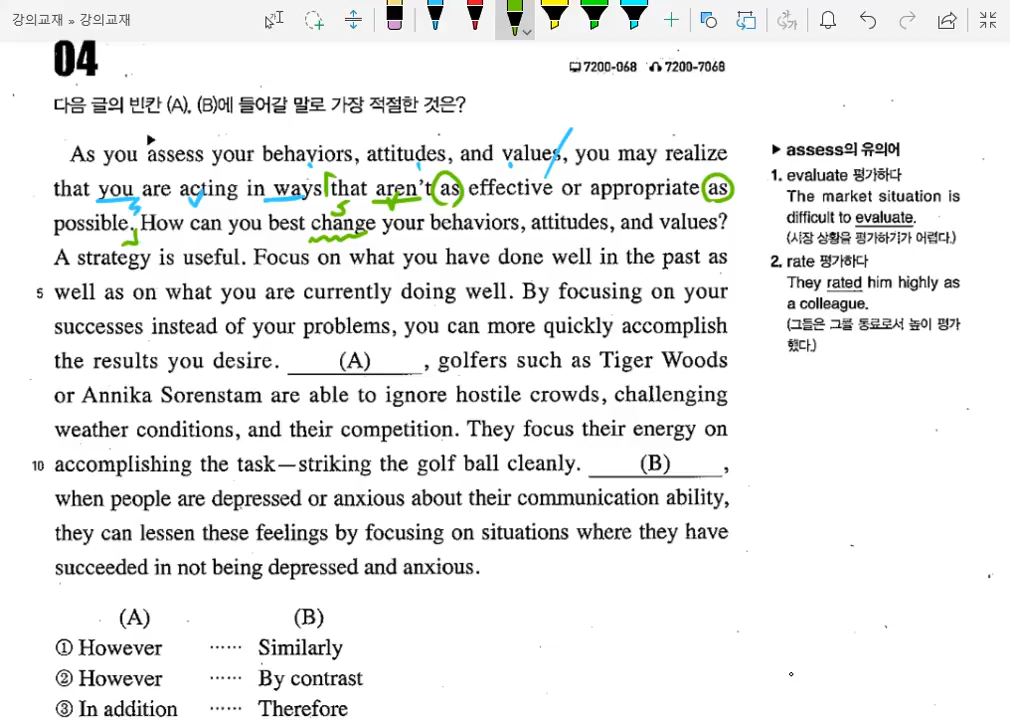 강의교재 » 강의교재
04
7200-068 7200-7068
다음 글의 빈칸 (A), (B)에 들어갈 말로 가장 적절한 것은?
As you assess your behaviors, attitudes, and values, you may realize
that you are acting in ways that aren't as effective or appropriate as
possible. How can you best change your behaviors, attitudes, and values?
A strategy is useful. Focus on what you have done well in the past as
5 well as on what you are currently doing well. By focusing on your
successes instead of your problems, you can more quickly accomplish
the results you desire. (A) , golfers such as Tiger Woods
or Annika Sorenstam are able to ignore hostile crowds, challenging
weather conditions, and their competition. They focus their energy on
10 accomplishing the task—striking the golf ball cleanly. (B) ,
when people are depressed or anxious about their communication ability,
they can lessen these feelings by focusing on situations where they have
succeeded in not being depressed and anxious.
(A) (B)
① However ······ Similarly
② However ······ By contrast
③ In addition ······ Therefore
▶ assess의 유의어
1. evaluate 평가하다
The market situation is
difficult to evaluate.
(시장 상황을 평가하기가 어렵다.)
2. rate 평가하다
They rated him highly as
a colleague.
(그들은 그를 동료로서 높이 평가
했다.)